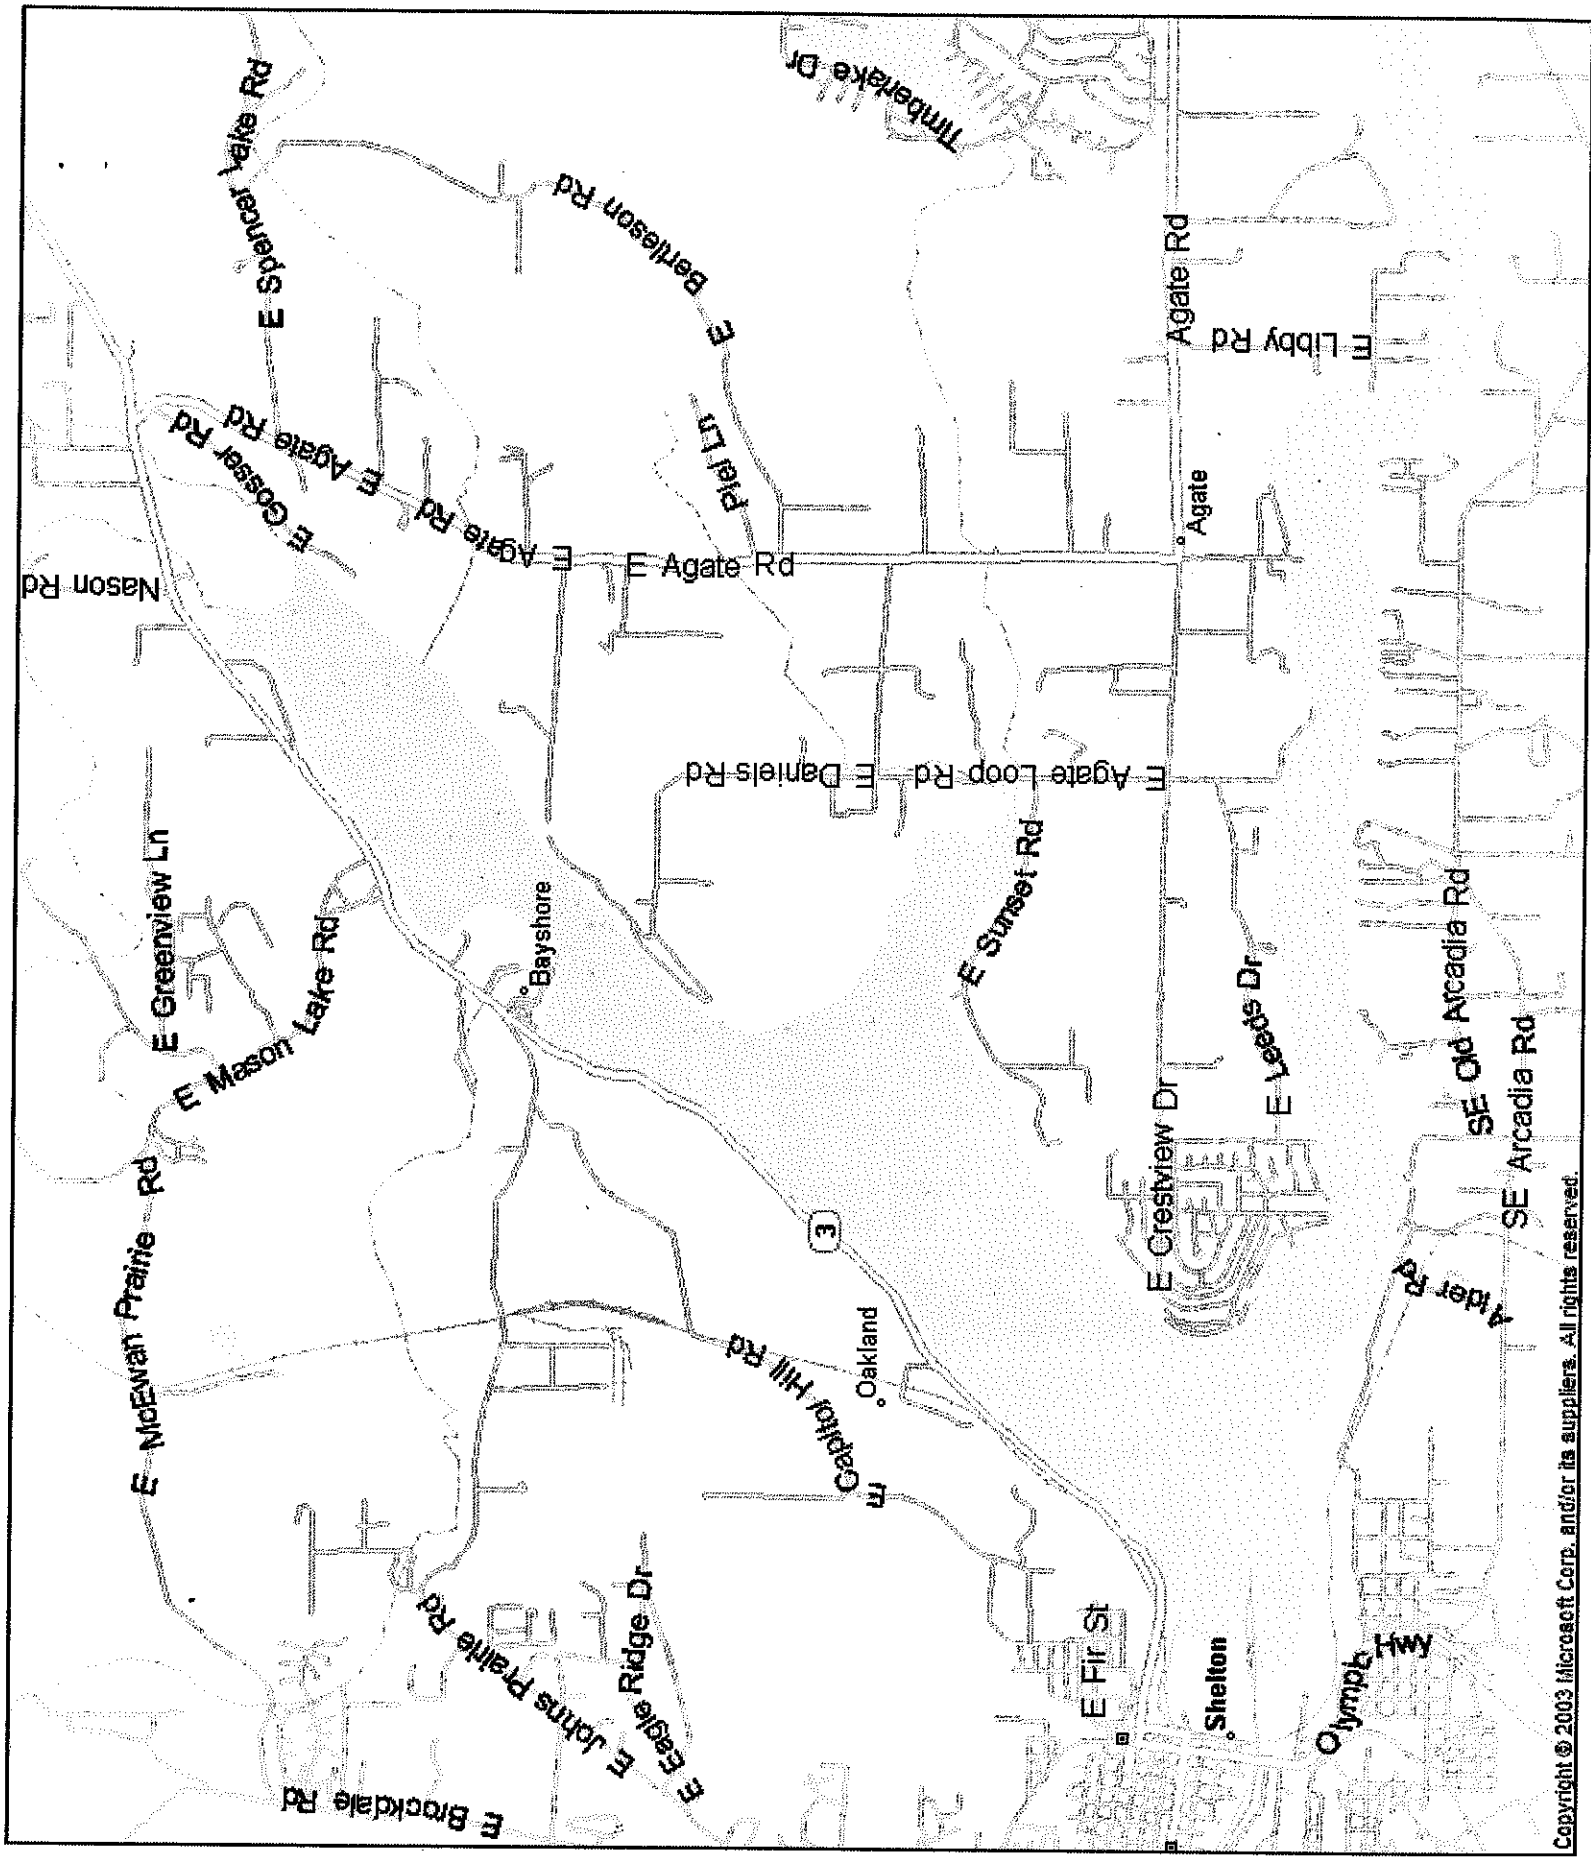 E Spencer Lake Rd
Timberlake Dr
E Bertleson Rd
Agate Rd
E Libby Rd
E Agate Rd
E Gosser Rd
E Agate Rd
Piel Ln
Agate
Nason Rd
E Agate Rd
E Daniels Rd
E Agate Loop Rd
E Greenview Ln
E Mason Lake Rd
Bayshore
E Sunset Rd
E Leeds Dr
SE Old Arcadia Rd
SE Arcadia Rd
E Crestview Dr
E McEwan Prairie Rd
3
Oakland
E Capitol Hill Rd
Alder Rd
E Johns Prairie Rd
E Eagle Ridge Dr
E Fir St
Shelton
Olympic Hwy
E Brockdale Rd
Copyright © 2003 Microsoft Corp. and/or its suppliers. All rights reserved.